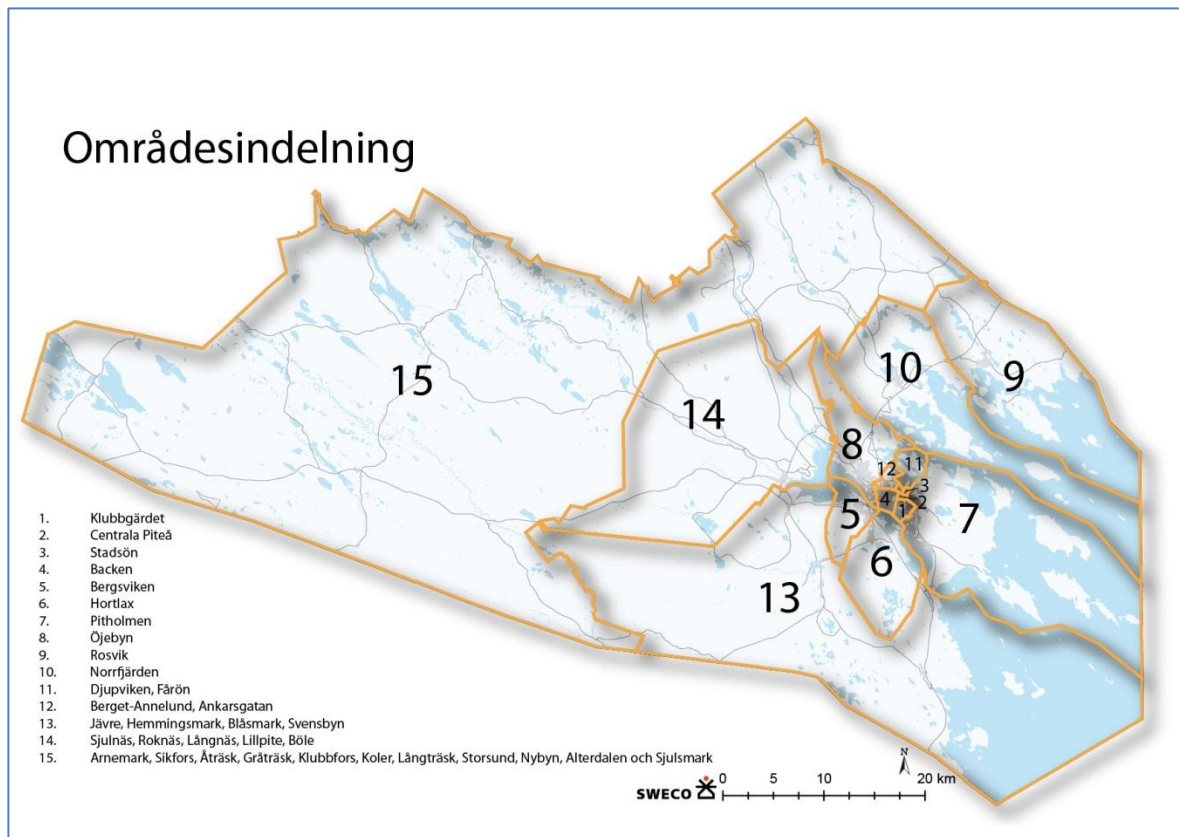 Områdesindelning
15
14
10
9
8
12
11
3
4
2
1
5
7
6
13
1. Klubbgärdet
2. Centrala Piteå
3. Stadsön
4. Backen
5. Bergsviken
6. Hortlax
7. Pitholmen
8. Öjebyn
9. Rosvik
10. Norrfjärden
11. Djupviken, Fårön
12. Berget-Annelund, Ankarsgatan
13. Jävre, Hemmingsmark, Blåsmark, Svensbyn
14. Sjulnäs, Roknäs, Långnäs, Lillpite, Böle
15. Arnemark, Sikfors, Åträsk, Gråträsk, Klubbfors, Koler, Långträsk, Storsund, Nybyn, Alterdalen och Sjulsmark
N
SWECO
0 5 10 20 km